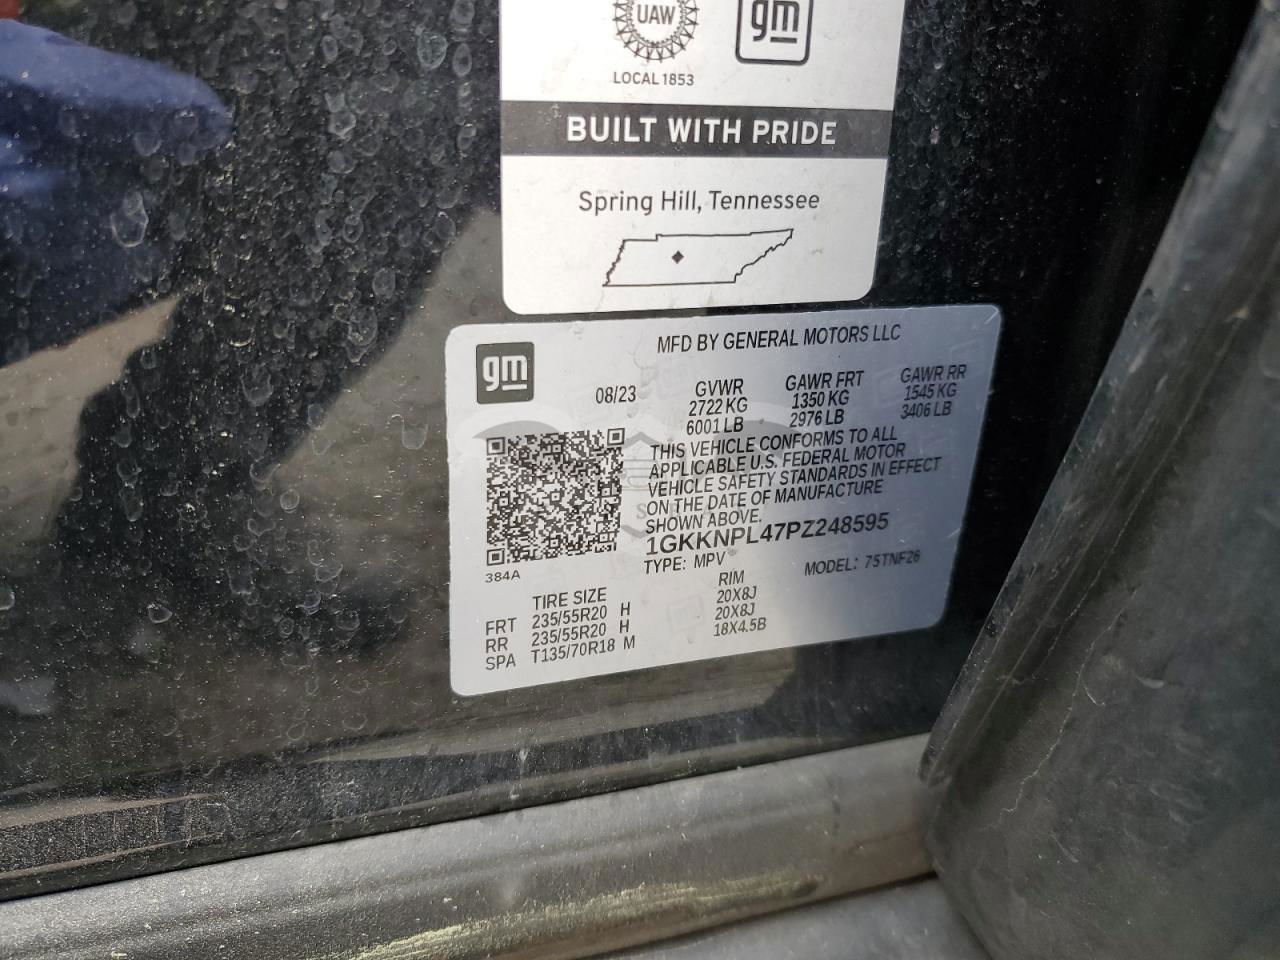 UAW
gm
LOCAL 1853
BUILT WITH PRIDE
Spring Hill, Tennessee
gm
MFD BY GENERAL MOTORS LLC
08/23
GVWR
2722 KG
6001 LB
GAWR FRT
1350 KG
2976 LB
GAWR RR
1545 KG
3406 LB
THIS VEHICLE CONFORMS TO ALL
APPLICABLE U.S. FEDERAL MOTOR
VEHICLE SAFETY STANDARDS IN EFFECT
ON THE DATE OF MANUFACTURE
SHOWN ABOVE.
1GKKNPL47PZ248595
TYPE: MPV
MODEL: 75TNF26
384A
TIRE SIZE
RIM
FRT 235/55R20 H 20X8J
RR 235/55R20 H 20X8J
SPA T135/70R18 M 18X4.5B